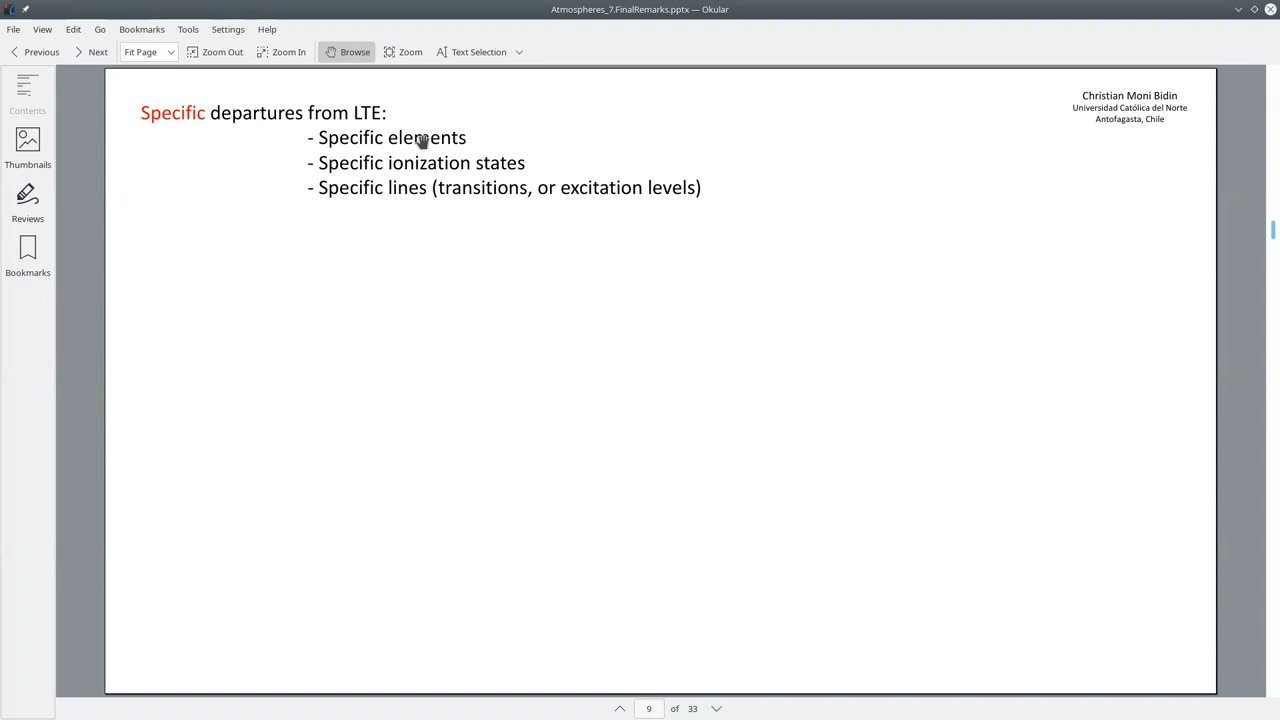 Atmospheres_7.FinalRemarks.pptx — Okular
File View Edit Go Bookmarks Tools Settings Help
Previous Next Fit Page Zoom Out Zoom In Browse Zoom Text Selection
Contents
Thumbnails
Reviews
Bookmarks
Christian Moni Bidin
Universidad Católica del Norte
Antofagasta, Chile
Specific departures from LTE:
- Specific elements
- Specific ionization states
- Specific lines (transitions, or excitation levels)
9 of 33